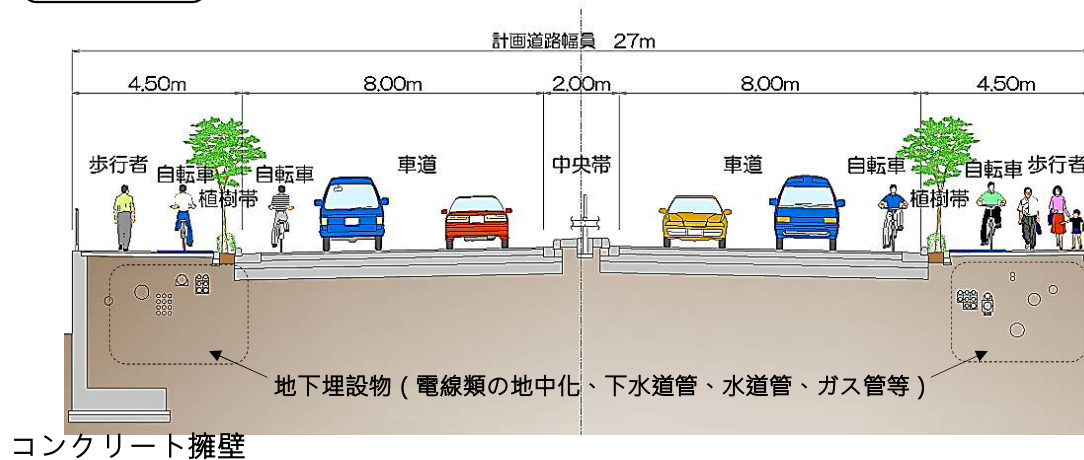 計画道路幅員 27m
4.50m 8.00m 2.00m 8.00m 4.50m
歩行者 自転車 植樹帯 自転車 車道 中央帯 車道 自転車 植樹帯 自転車 歩行者
地下埋設物(電線類の地中化、下水道管、水道管、ガス管等)
コンクリート擁壁